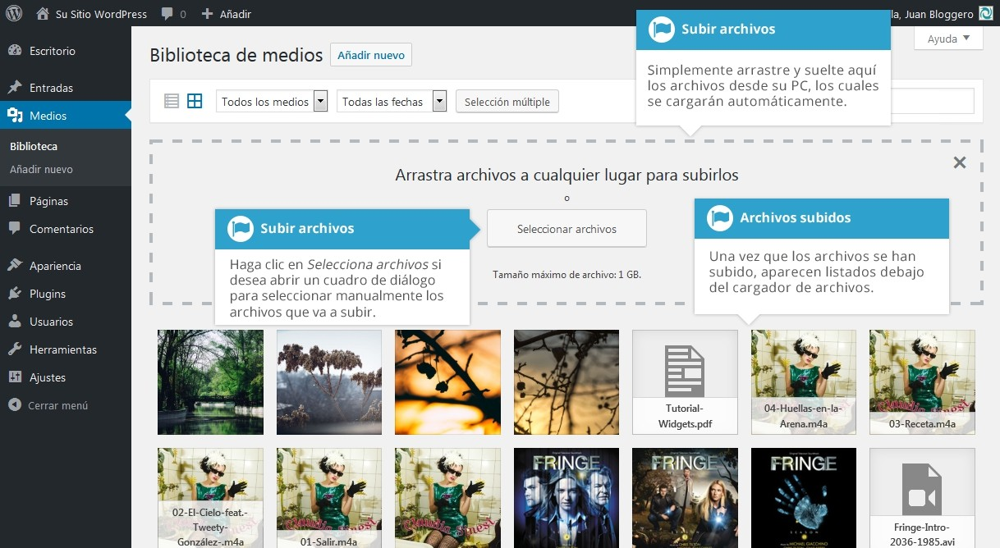 Su Sitio WordPress
0
Añadir
la, Juan Bloggero
Ayuda
Escritorio
Entradas
Medios
Biblioteca
Añadir nuevo
Páginas
Comentarios
Apariencia
Plugins
Usuarios
Herramientas
Ajustes
Cerrar menú
Biblioteca de medios
Añadir nuevo
Todos los medios
Todas las fechas
Selección múltiple
Subir archivos
Simplemente arrastre y suelte aquí
los archivos desde su PC, los cuales
se cargarán automáticamente.
Arrastra archivos a cualquier lugar para subirlos
o
Seleccionar archivos
Tamaño máximo de archivo: 1 GB.
Subir archivos
Haga clic en Selecciona archivos si
desea abrir un cuadro de diálogo
para seleccionar manualmente los
archivos que va a subir.
Archivos subidos
Una vez que los archivos se han
subido, aparecen listados debajo
del cargador de archivos.
Tutorial-
Widgets.pdf
04-Huellas-en-la-
Arena.m4a
03-Receta.m4a
02-El-Cielo-feat.-
Tweety-
González-.m4a
01-Salir.m4a
FRINGE
FRINGE
FRINGE
Fringe-Intro-
2036-1985.avi